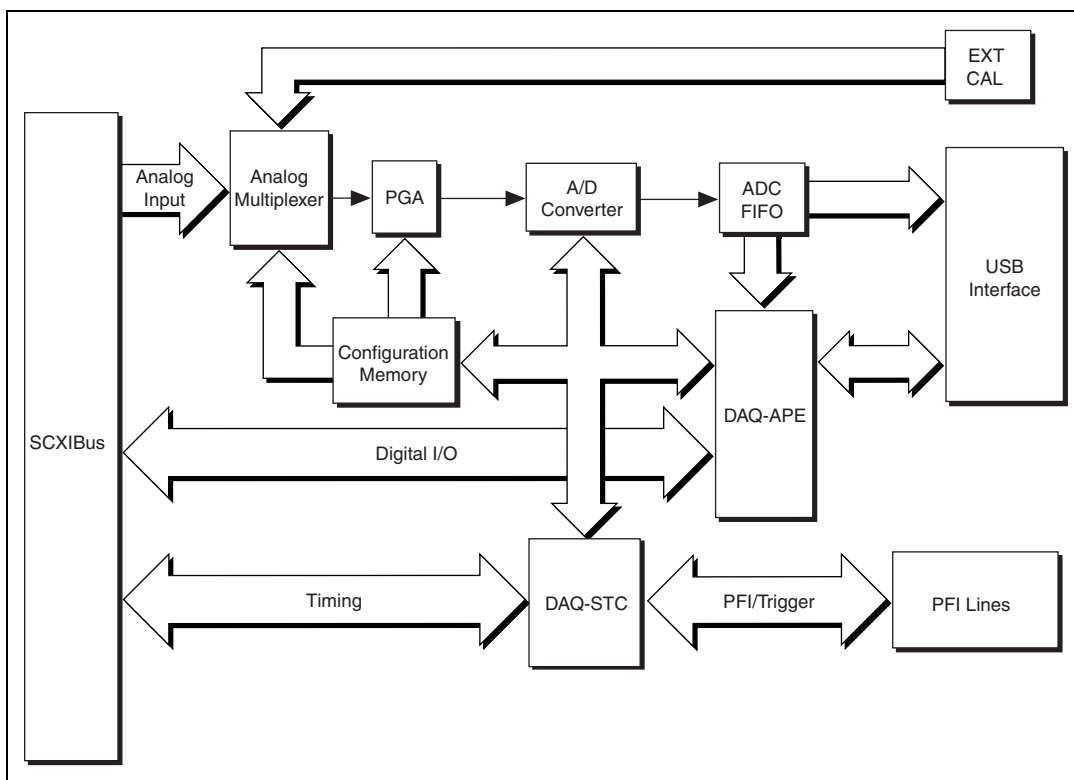 EXT
CAL
Analog
Input
Analog
Multiplexer
PGA
A/D
Converter
ADC
FIFO
USB
Interface
Configuration
Memory
DAQ-APE
SCXIBus
Digital I/O
Timing
DAQ-STC
PFI/Trigger
PFI Lines